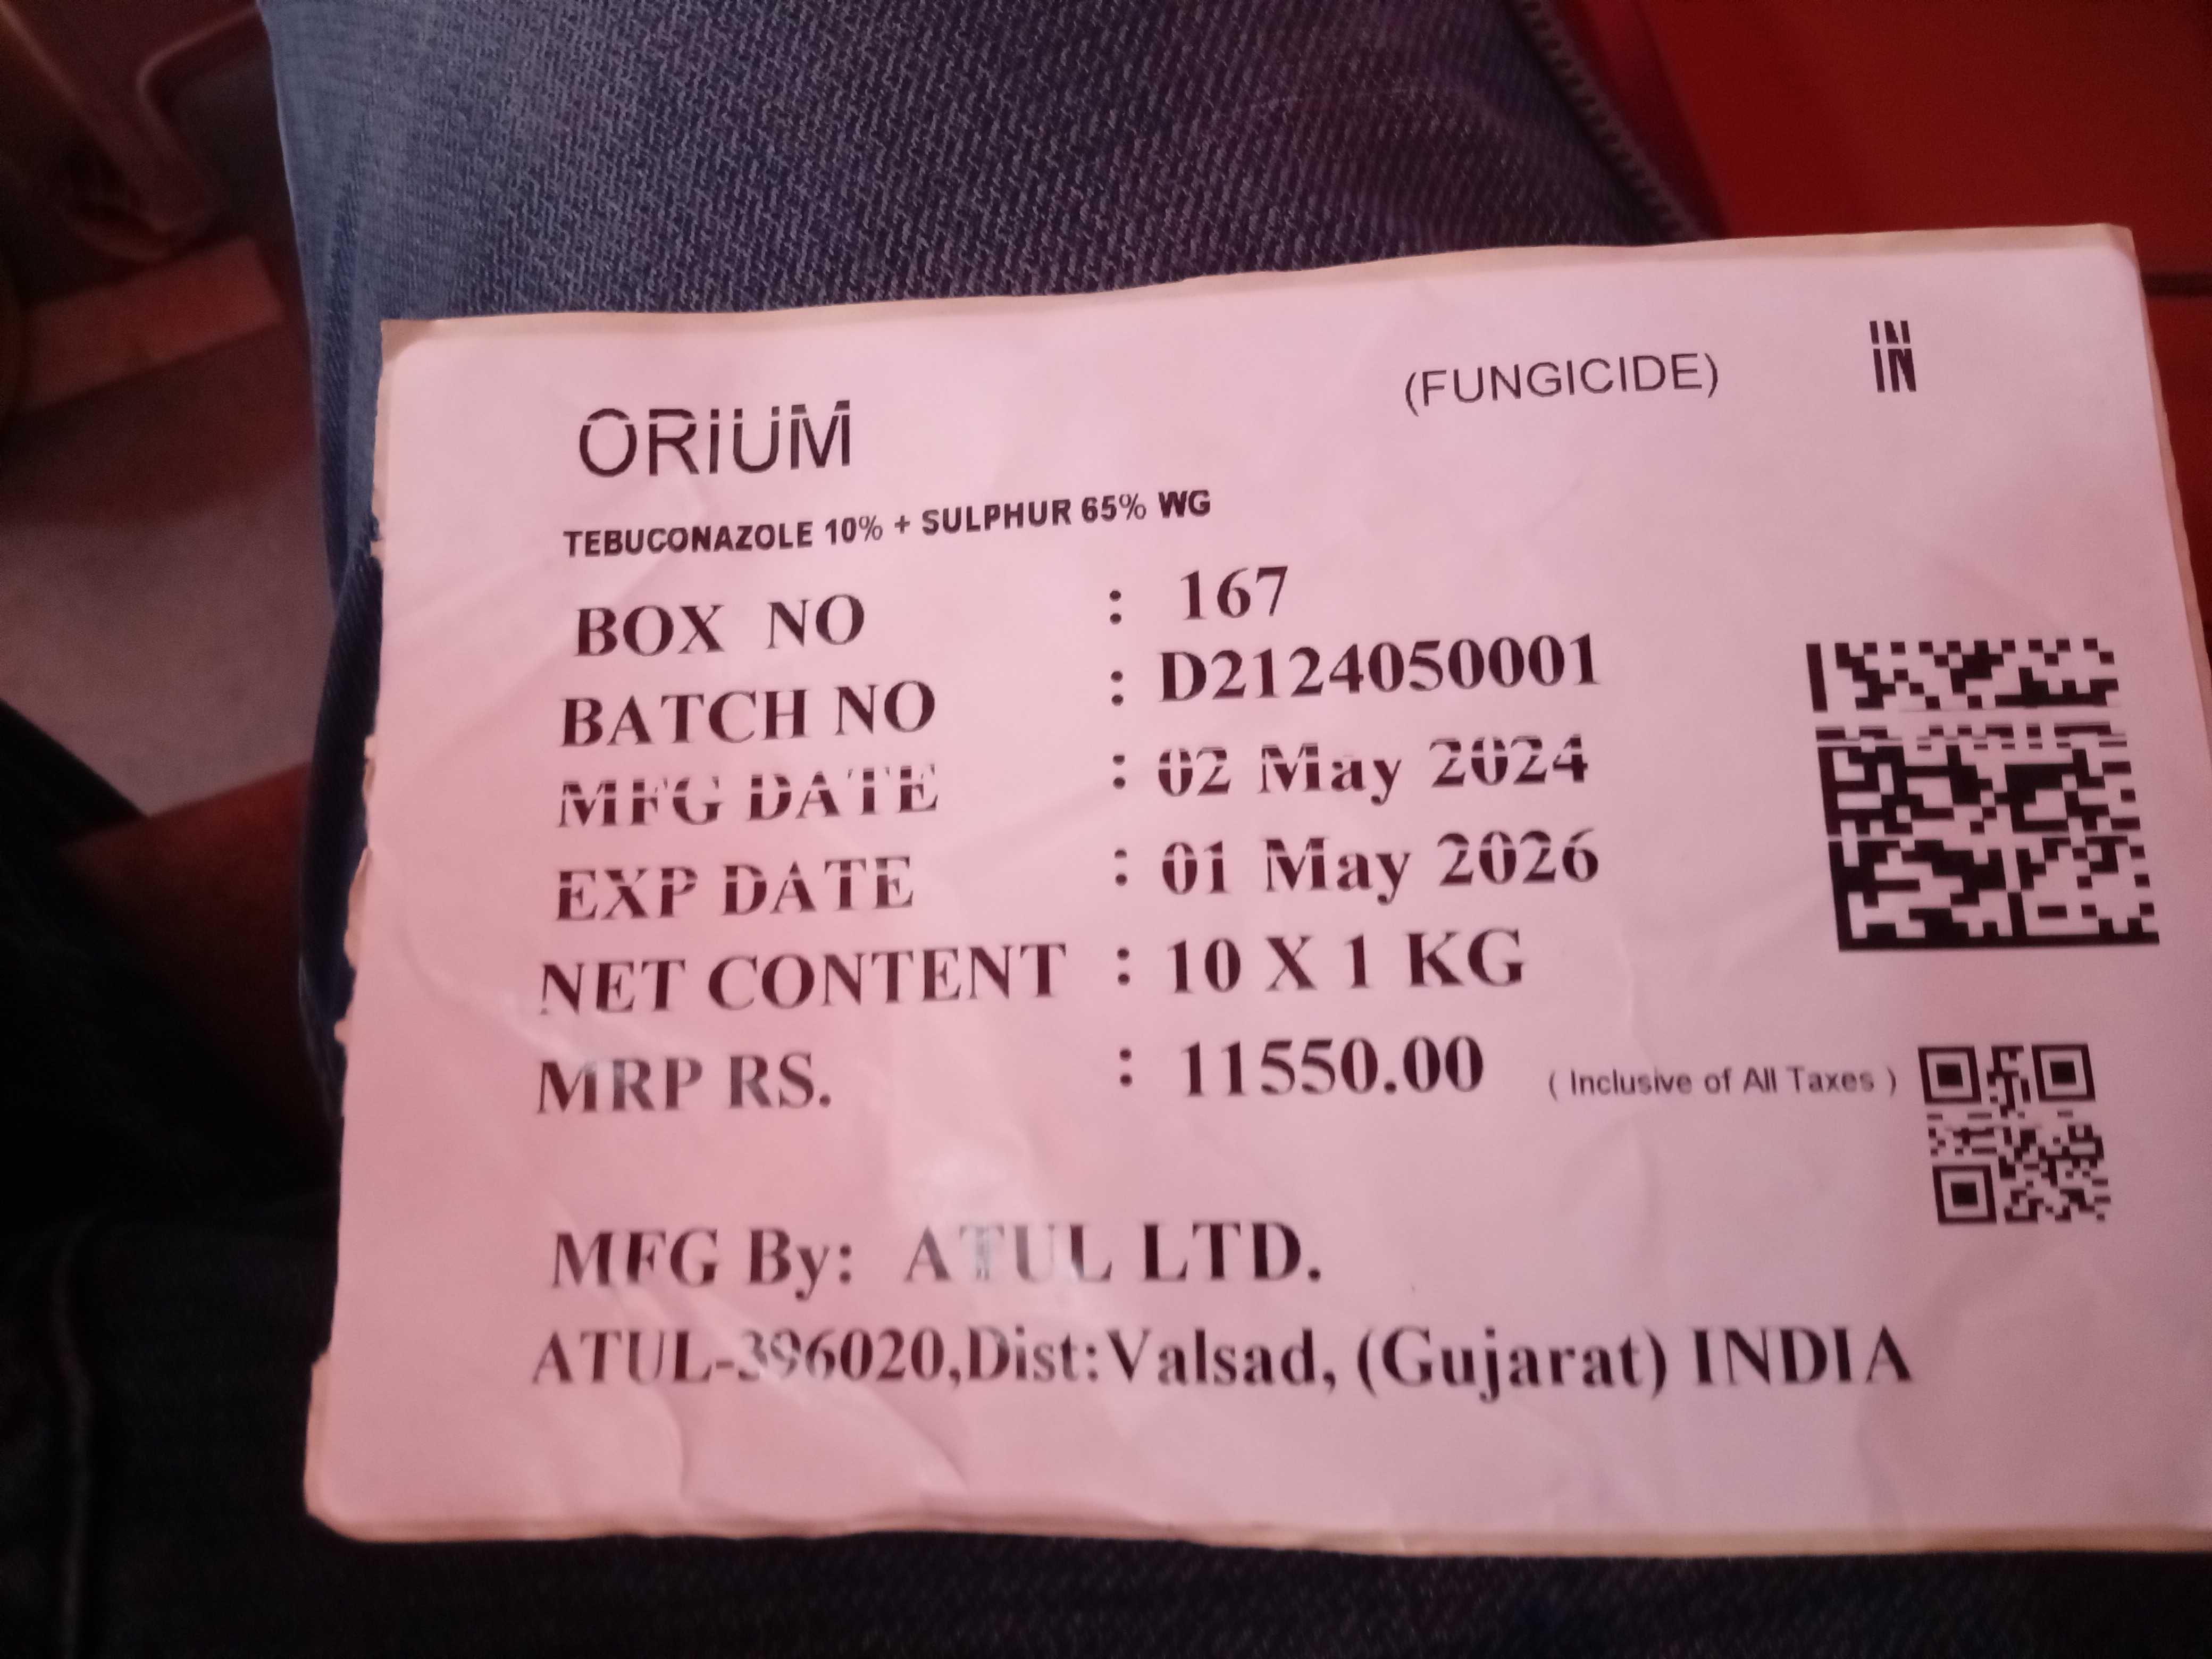 (FUNGICIDE) IN
ORIUM
TEBUCONAZOLE 10% + SULPHUR 65% WG
BOX NO : 167
BATCH NO : D2124050001
MFG DATE : 02 May 2024
EXP DATE : 01 May 2026
NET CONTENT : 10 X 1 KG
MRP RS. : 11550.00 ( Inclusive of All Taxes )
MFG By: ATUL LTD.
ATUL-396020,Dist:Valsad, (Gujarat) INDIA